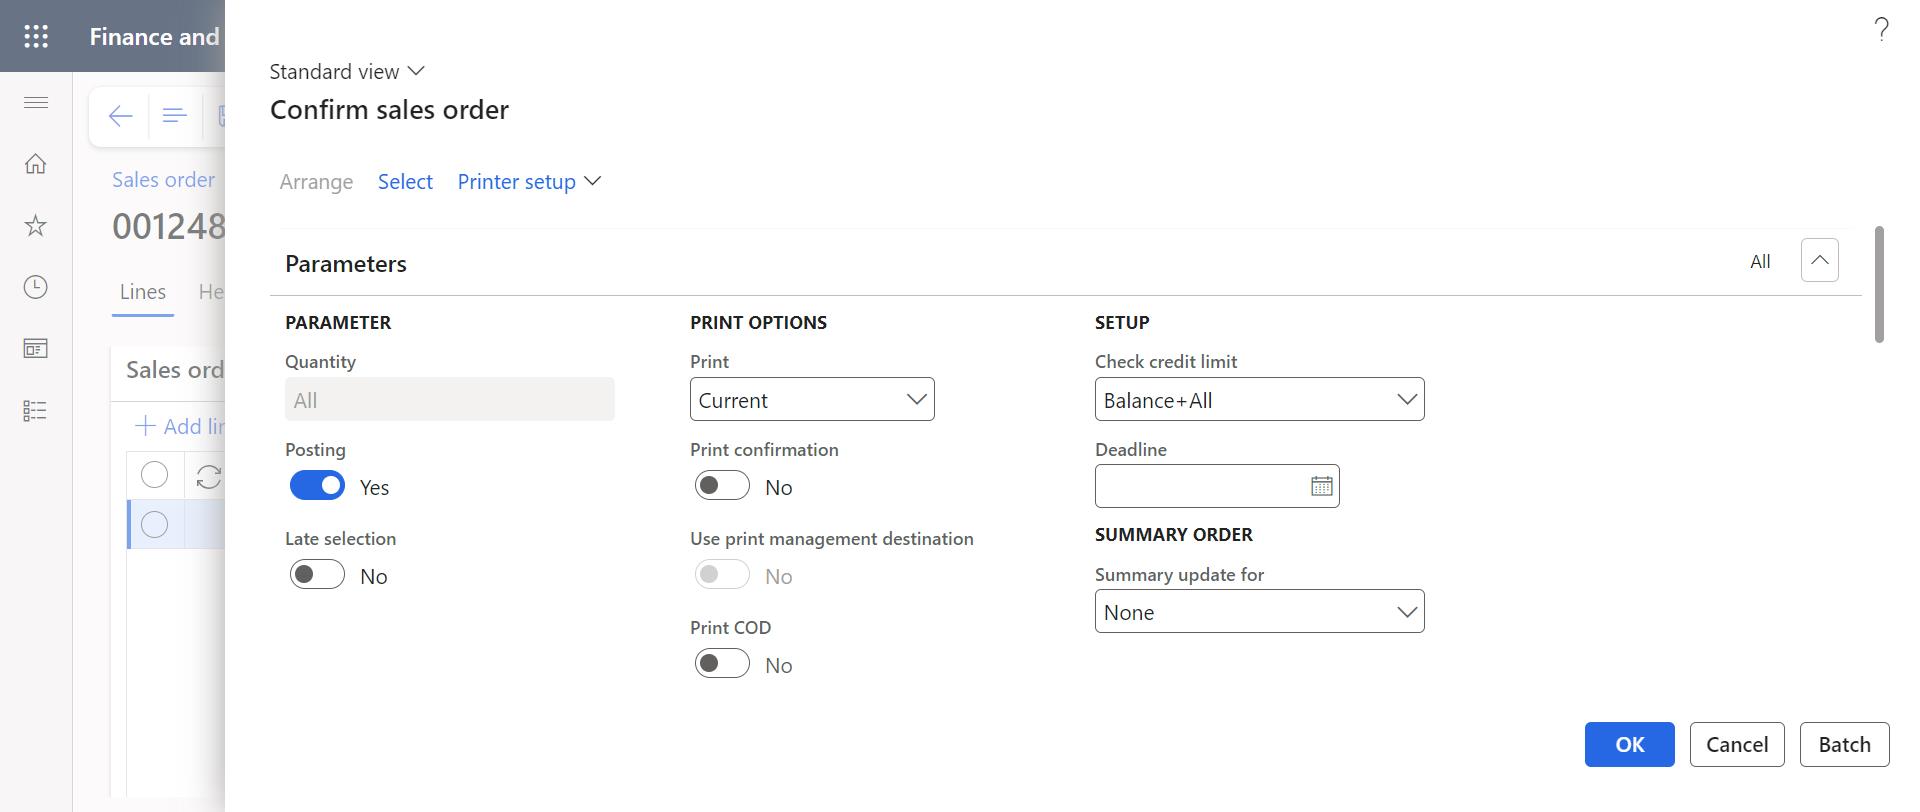 Finance and
?
Standard view
Confirm sales order
Arrange Select Printer setup
Sales order
001248
Lines He
Sales ord
Add lin
Parameters All
PARAMETER
Quantity
All
Posting
Yes
Late selection
No
PRINT OPTIONS
Print
Current
Print confirmation
No
Use print management destination
No
Print COD
No
SETUP
Check credit limit
Balance+All
Deadline
SUMMARY ORDER
Summary update for
None
OK Cancel Batch